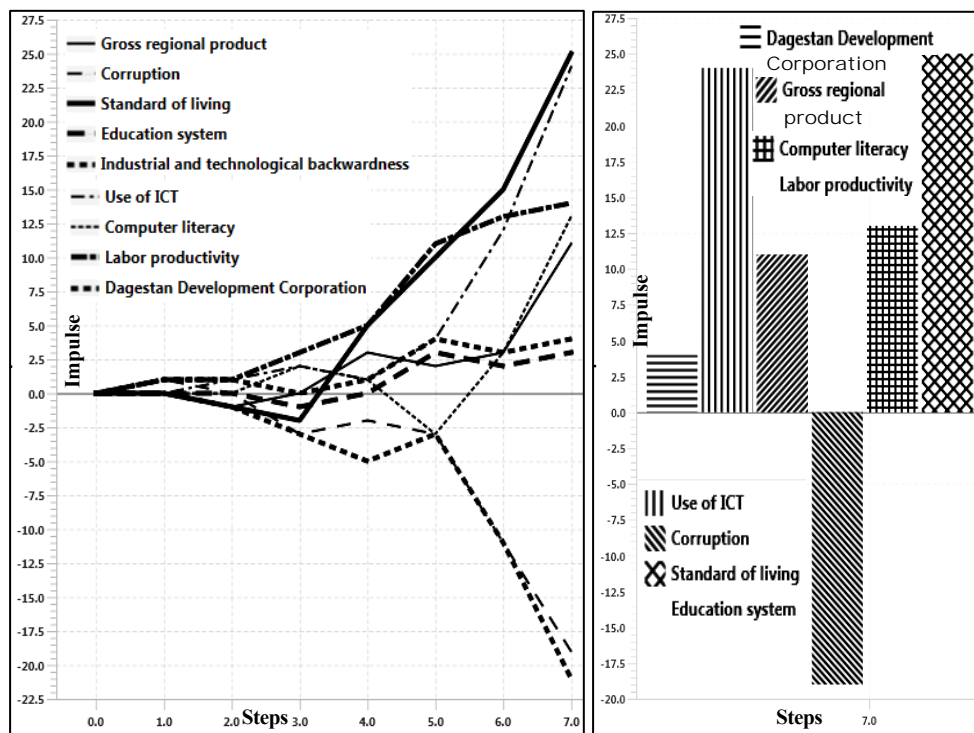 27.5
25.0
22.5
20.0
17.5
15.0
12.5
10.0
7.5
5.0
2.5
0.0
-2.5
-5.0
-7.5
-10.0
-12.5
-15.0
-17.5
-20.0
-22.5
Impulse
Gross regional product
Corruption
Standard of living
Education system
Industrial and technological backwardness
Use of ICT
Computer literacy
Labor productivity
Dagestan Development Corporation
0.0 1.0 2.0 3.0 4.0 5.0 6.0 7.0
Steps
27.5
25.0
22.5
20.0
17.5
15.0
12.5
10.0
7.5
5.0
2.5
0.0
-2.5
-5.0
-7.5
-10.0
-12.5
-15.0
-17.5
-20.0
Impulse
Dagestan Development
Corporation
Gross regional
product
Computer literacy
Labor productivity
Use of ICT
Corruption
Standard of living
Education system
Steps 7.0